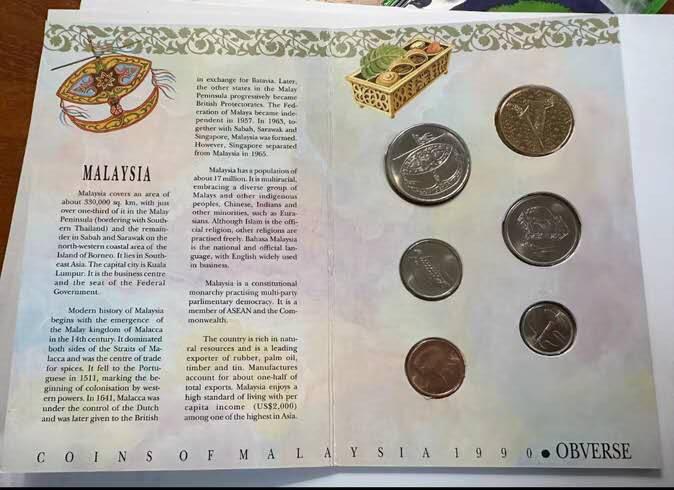 MALAYSIA
Malaysia covers an area of
about 330,000 sq. km, with just
over one-third of it in the Malay
Peninsula (bordering with South-
ern Thailand) and the remain-
der in Sabah and Sarawak on the
north-western coastal area of the
Island of Borneo. It lies in South-
east Asia. The capital city is Kuala
Lumpur. It is the business centre
and the seat of the Federal
Government.
Modern history of Malaysia
begins with the emergence of
the Malay kingdom of Malacca
in the 14th century. It dominated
both sides of the Straits of Ma-
lacca and was the centre of trade
for spices. It fell to the Portu-
guese in 1511, marking the be-
ginning of colonisation by west-
ern powers. In 1641, Malacca was
under the control of the Dutch
and was later given to the British
in exchange for Batavia. Later,
the other states in the Malay
Peninsula progressively became
British Protectorates. The Fed-
eration of Malaya became inde-
pendent in 1957. In 1963, to-
gether with Sabah, Sarawak and
Singapore, Malaysia was formed.
However, Singapore separated
from Malaysia in 1965.
Malaysia has a population of
about 17 million. It is multiracial,
embracing a diverse group of
Malays and other indigenous
peoples, Chinese, Indians and
other minorities, such as Eura-
sians. Although Islam is the offi-
cial religion, other religions are
practised freely. Bahasa Malaysia
is the national and official lan-
guage, with English widely used
in business.
Malaysia is a constitutional
monarchy practising multi-party
parlimentary democracy. It is a
member of ASEAN and the Com-
monwealth.
The country is rich in natu-
ral resources and is a leading
exporter of rubber, palm oil,
timber and tin. Manufactures
account for about one-half of
total exports. Malaysia enjoys a
high standard of living with per
capita income (US$2,000)
among one of the highest in Asia.
COINS OF MALAYSIA 1990 ● OBVERSE